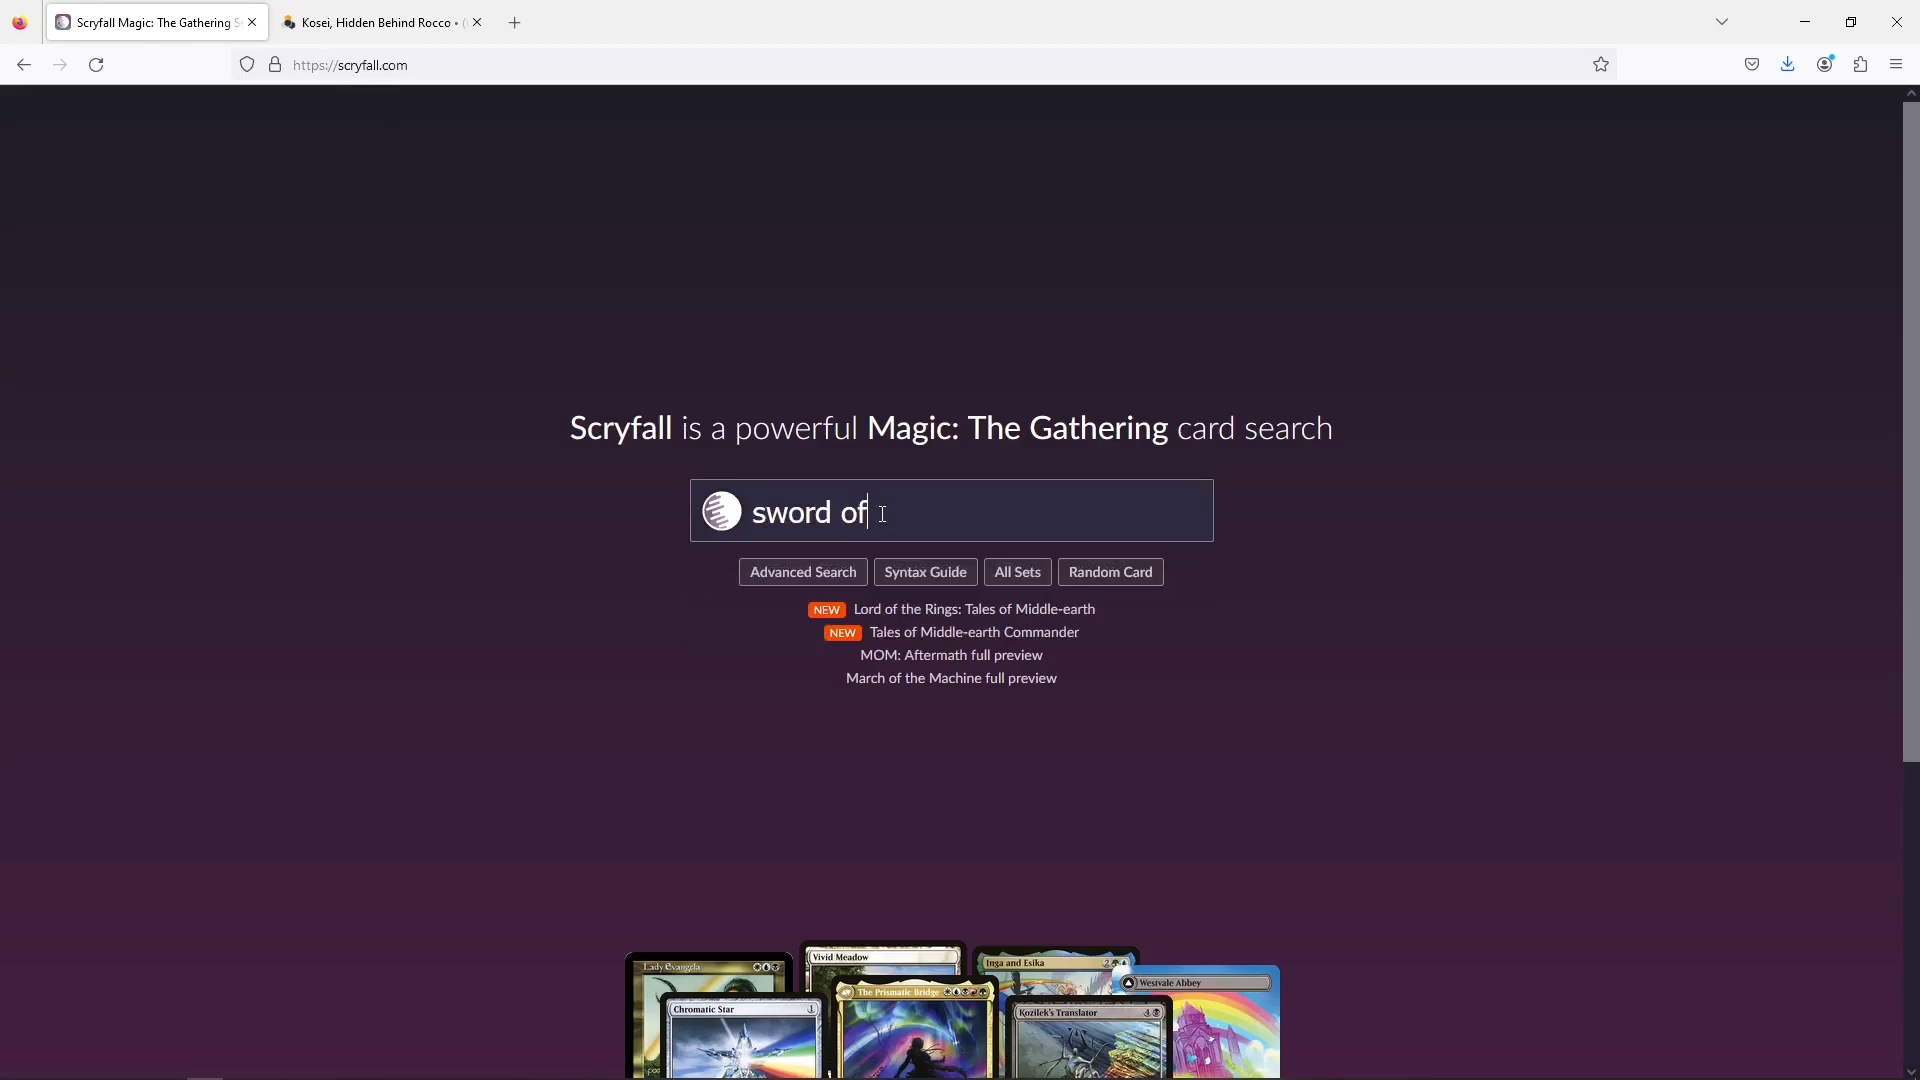 Scryfall Magic: The Gathering S
Kosei, Hidden Behind Rocco • (
https://scryfall.com
Scryfall is a powerful Magic: The Gathering card search
sword of
Advanced Search
Syntax Guide
All Sets
Random Card
NEW Lord of the Rings: Tales of Middle-earth
NEW Tales of Middle-earth Commander
MOM: Aftermath full preview
March of the Machine full preview
Lady Evangela
Vivid Meadow
Inga and Esika 2
Westvale Abbey
Chromatic Star 1
The Prismatic Bridge
Kozilek's Translator 4